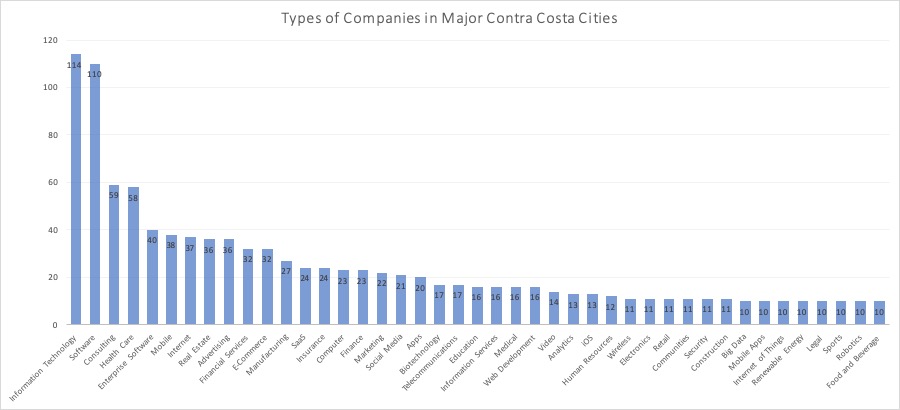 Types of Companies in Major Contra Costa Cities
120
100
80
60
40
20
0
114
110
59
58
40
38
37
36
36
32
32
27
24
24
23
23
22
21
20
17
17
16
16
16
16
14
13
13
12
11
11
11
11
11
11
10
10
10
10
10
10
10
10
Information Technology
Software
Consulting
Health Care
Enterprise Software
Mobile
Internet
Real Estate
Advertising
Financial Services
E-Commerce
Manufacturing
SaaS
Insurance
Computer
Finance
Marketing
Social Media
Apps
Biotechnology
Telecommunications
Education
Information Services
Medical
Web Development
Video
Analytics
iOS
Human Resources
Wireless
Electronics
Retail
Communities
Security
Construction
Big Data
Mobile Apps
Internet of Things
Renewable Energy
Legal
Sports
Robotics
Food and Beverage